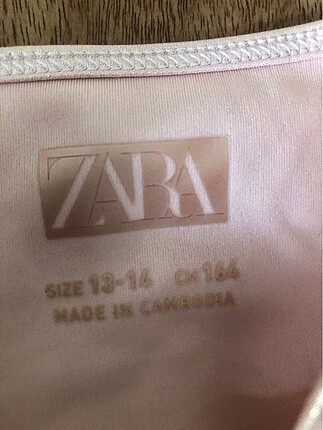 ZARA
SIZE 13-14 CM 164
MADE IN CAMBODIA